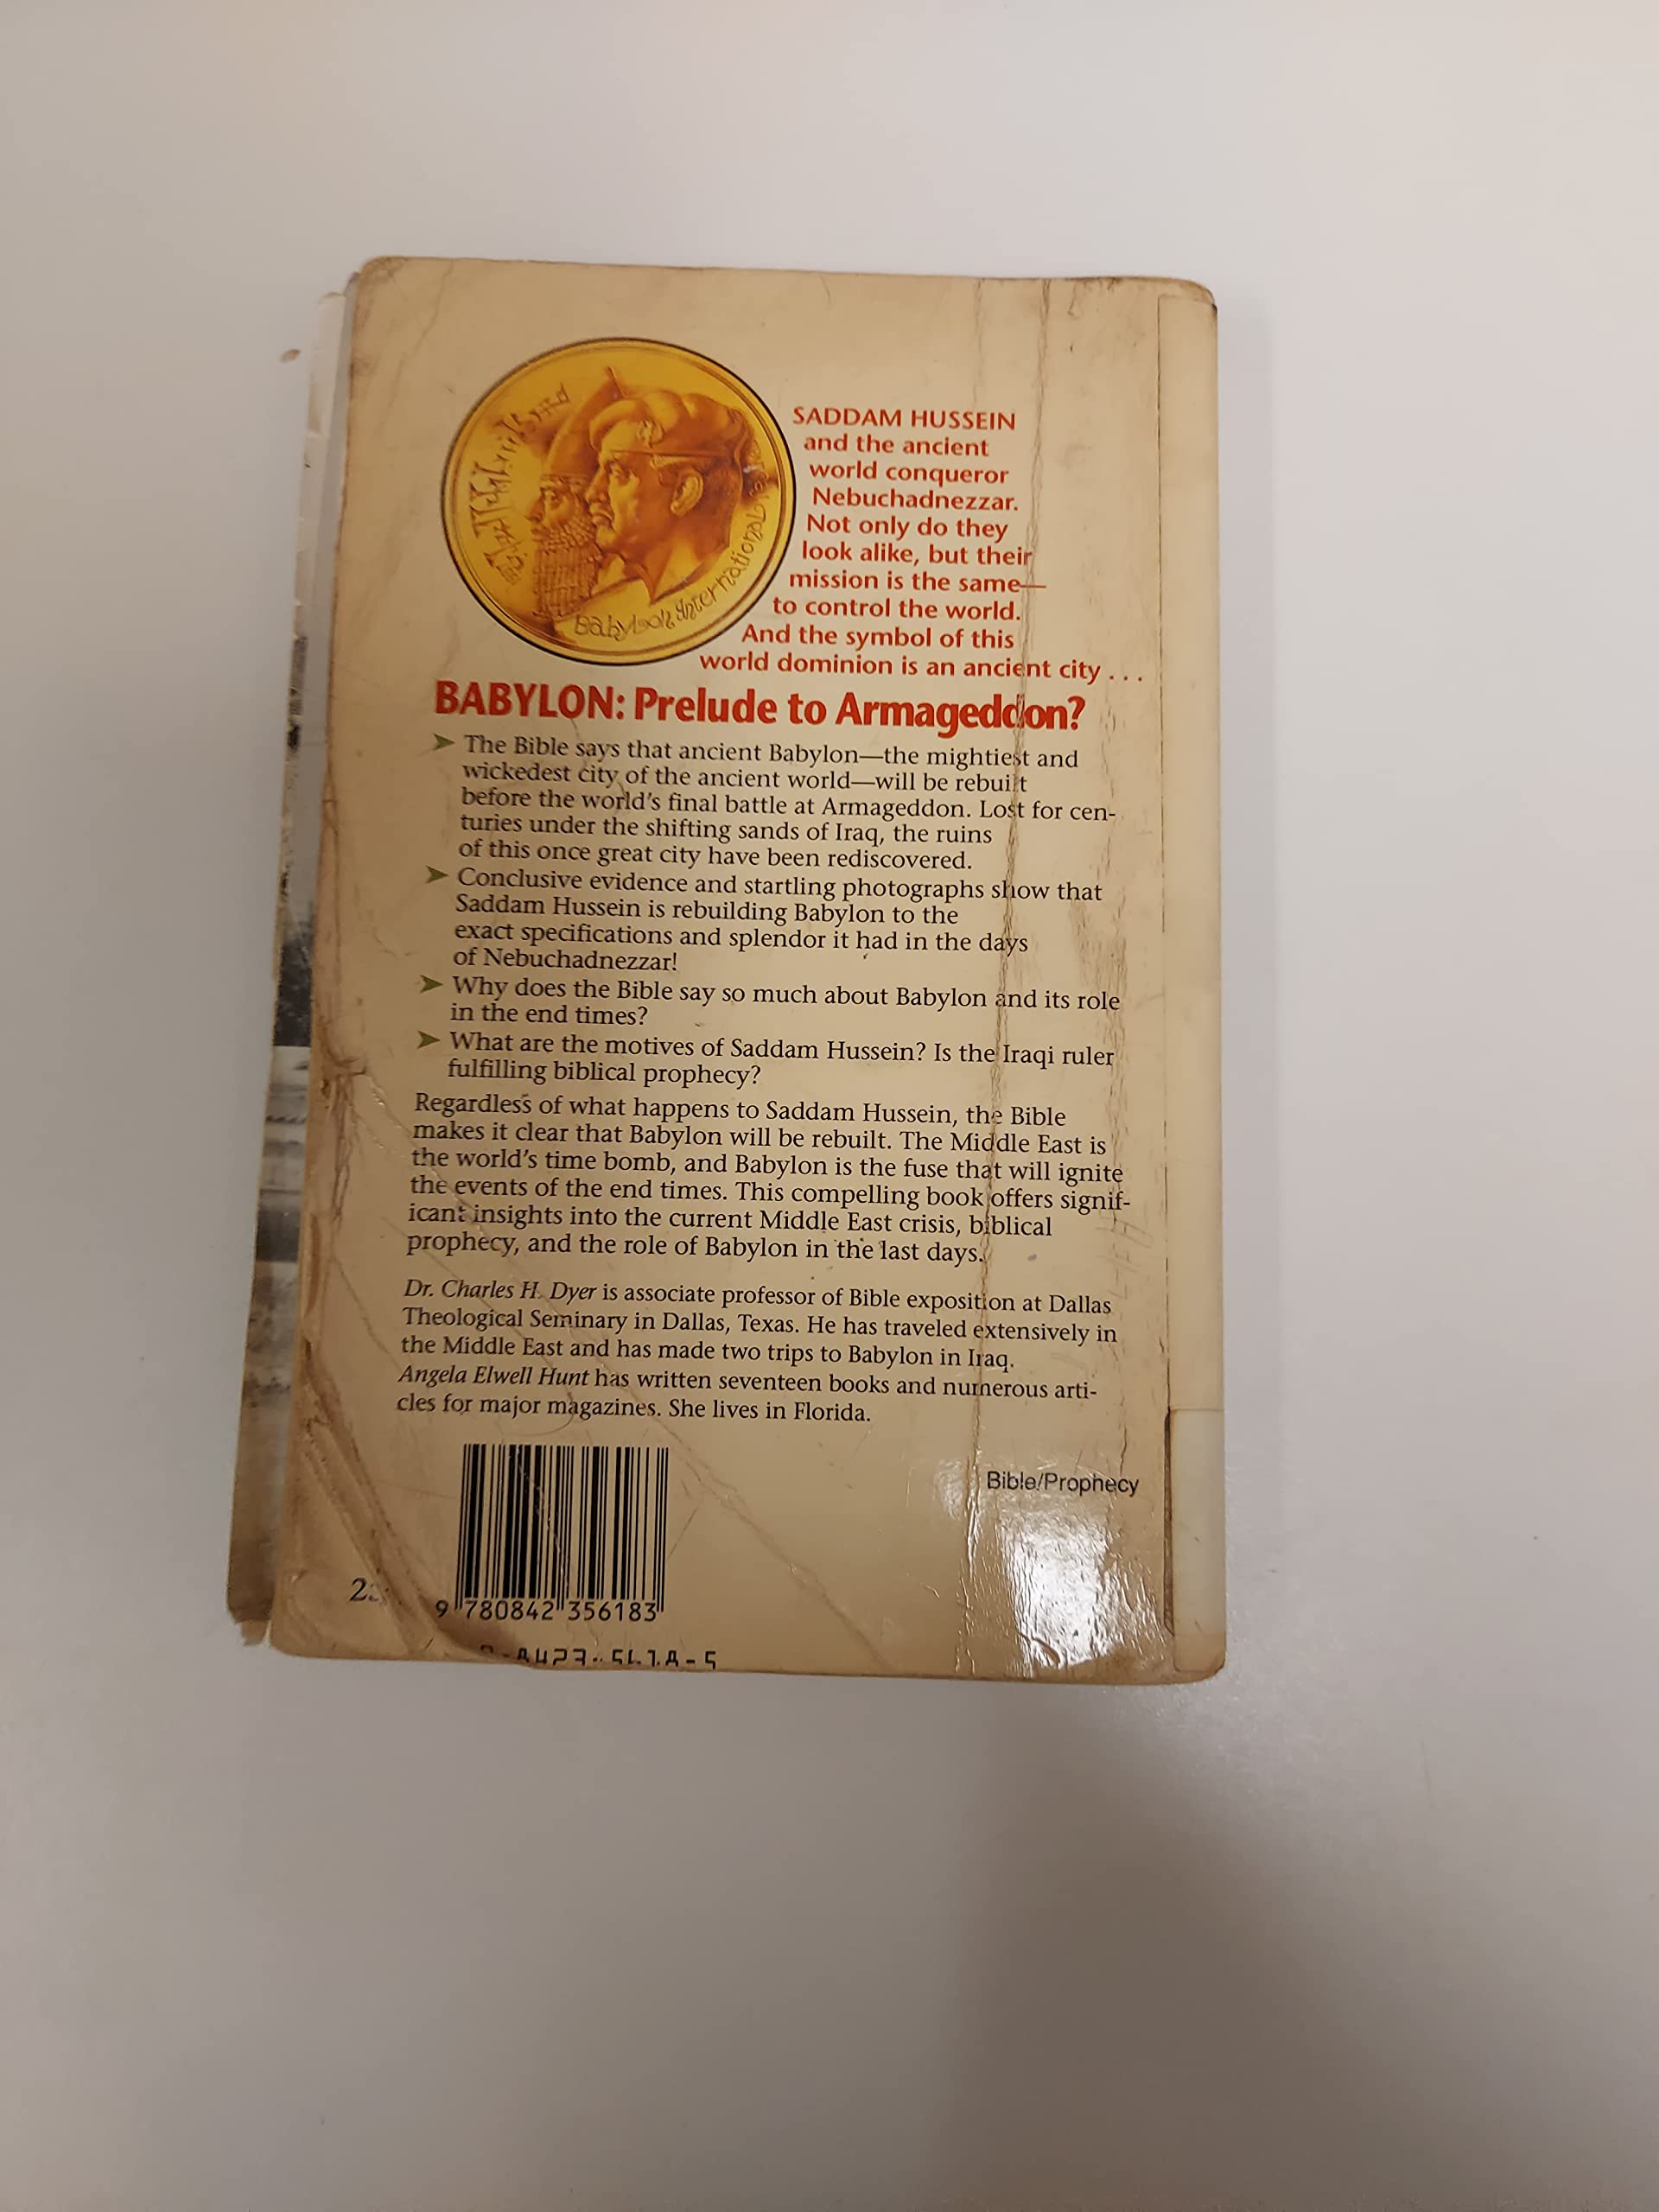 Babylon International
SADDAM HUSSEIN
and the ancient
world conqueror
Nebuchadnezzar.
Not only do they
look alike, but their
mission is the same—
to control the world.
And the symbol of this
world dominion is an ancient city . . .
BABYLON: Prelude to Armageddon?
➤ The Bible says that ancient Babylon—the mightiest and
wickedest city of the ancient world—will be rebuilt
before the world's final battle at Armageddon. Lost for cen-
turies under the shifting sands of Iraq, the ruins
of this once great city have been rediscovered.
➤ Conclusive evidence and startling photographs show that
Saddam Hussein is rebuilding Babylon to the
exact specifications and splendor it had in the days
of Nebuchadnezzar!
➤ Why does the Bible say so much about Babylon and its role
in the end times?
➤ What are the motives of Saddam Hussein? Is the Iraqi ruler
fulfilling biblical prophecy?
Regardless of what happens to Saddam Hussein, the Bible
makes it clear that Babylon will be rebuilt. The Middle East is
the world's time bomb, and Babylon is the fuse that will ignite
the events of the end times. This compelling book offers signif-
icant insights into the current Middle East crisis, biblical
prophecy, and the role of Babylon in the last days.
Dr. Charles H. Dyer is associate professor of Bible exposition at Dallas
Theological Seminary in Dallas, Texas. He has traveled extensively in
the Middle East and has made two trips to Babylon in Iraq.
Angela Elwell Hunt has written seventeen books and numerous arti-
cles for major magazines. She lives in Florida.
Bible/Prophecy
9 780842 356183